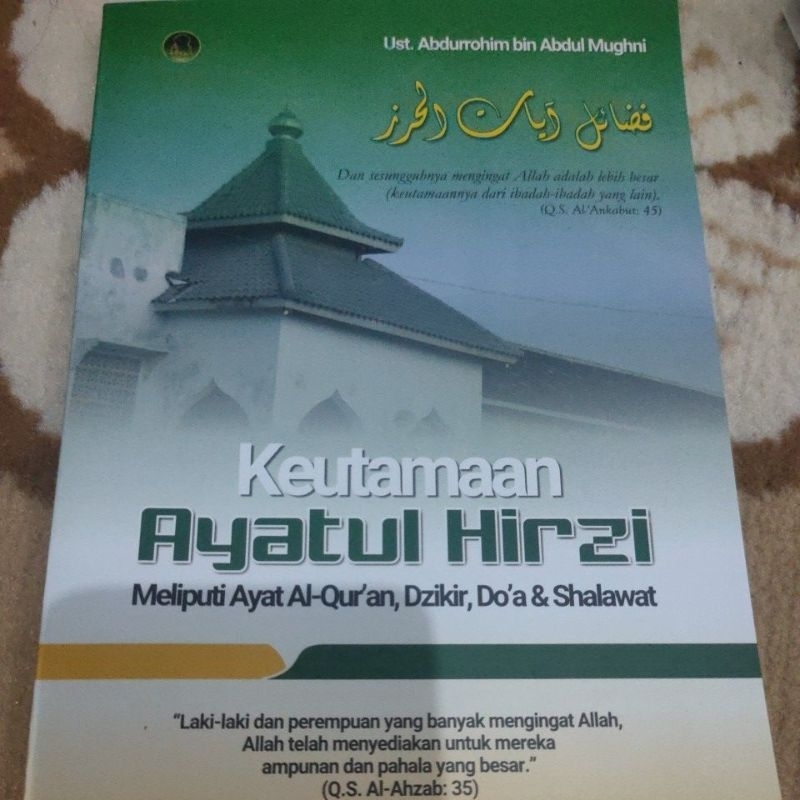 Ust. Abdurrohim bin Abdul Mughni
فضائل آيات الحرز
Dan sesungguhnya mengingat Allah adalah lebih besar
(keutamaannya dari ibadah-ibadah yang lain).
(Q.S. Al'Ankabut: 45)
Keutamaan
Ayatul Hirzi
Meliputi Ayat Al-Qur'an, Dzikir, Do'a & Shalawat
"Laki-laki dan perempuan yang banyak mengingat Allah,
Allah telah menyediakan untuk mereka
ampunan dan pahala yang besar."
(Q.S. Al-Ahzab: 35)